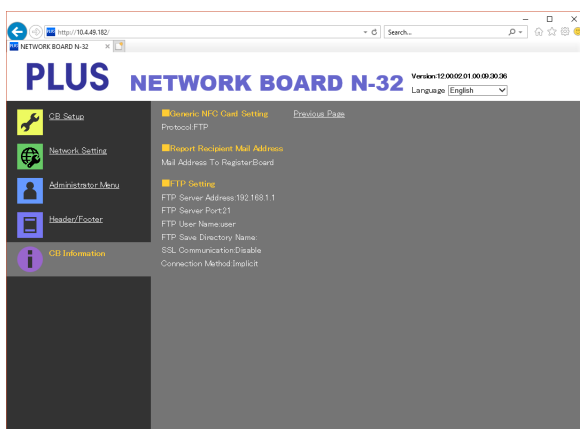 http://10.4.49.182/
Search...
NETWORK BOARD N-32
PLUS NETWORK BOARD N-32
Version:12.00.02.01.00.09.30.36
Language English
CB Setup
Network Setting
Administrator Menu
Header/Footer
CB Information
■Generic NFC Card Setting Previous Page
Protocol:FTP
■Report Recipient Mail Address
Mail Address To Register:Board
■FTP Setting
FTP Server Address:192.168.1.1
FTP Server Port:21
FTP User Name:user
FTP Save Directory Name:
SSL Communication:Disable
Connection Method:Implicit